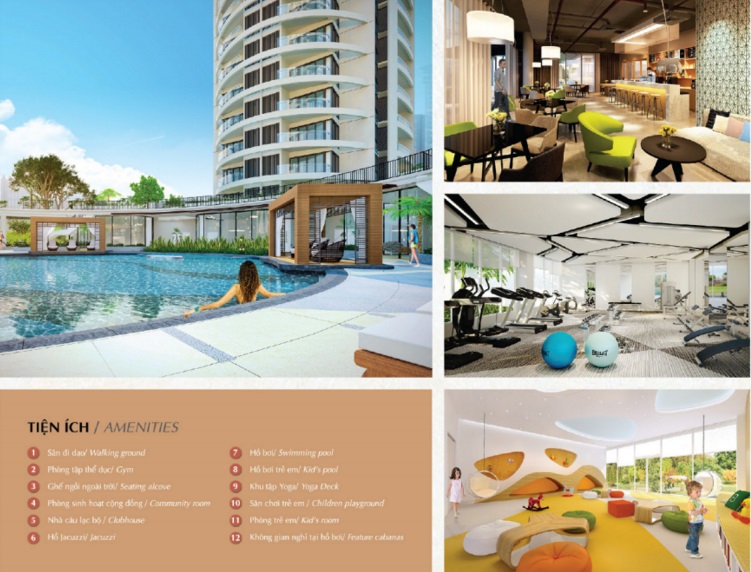 TIỆN ÍCH / AMENITIES
1 Sân đi dạo/ Walking ground
2 Phòng tập thể dục/ Gym
3 Ghế ngồi ngoài trời/ Seating alcove
4 Phòng sinh hoạt cộng đồng / Community room
5 Nhà câu lạc bộ / Clubhouse
6 Hồ Jacuzzi/ Jacuzzi
7 Hồ bơi/ Swimming pool
8 Hồ bơi trẻ em/ Kid's pool
9 Khu tập Yoga/ Yoga Deck
10 Sân chơi trẻ em / Children playground
11 Phòng trẻ em/ Kid's room
12 Không gian nghỉ tại hồ bơi/ Feature cabanas